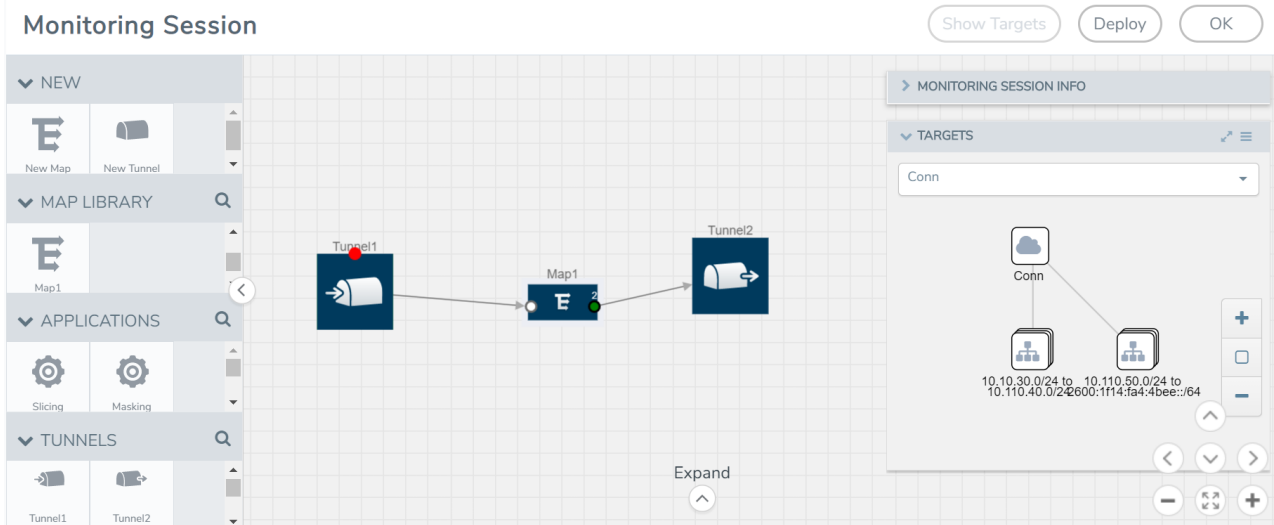 Monitoring Session
Show Targets
Deploy
OK
NEW
New Map
New Tunnel
MAP LIBRARY
Map1
APPLICATIONS
Slicing
Masking
TUNNELS
Tunnel1
Tunnel2
Tunnel1
Map1
2
Tunnel2
Expand
MONITORING SESSION INFO
TARGETS
Conn
Conn
10.10.30.0/24 to
10.110.40.0/24
10.110.50.0/24 to
2600:1f14:fa4:4bee::/64